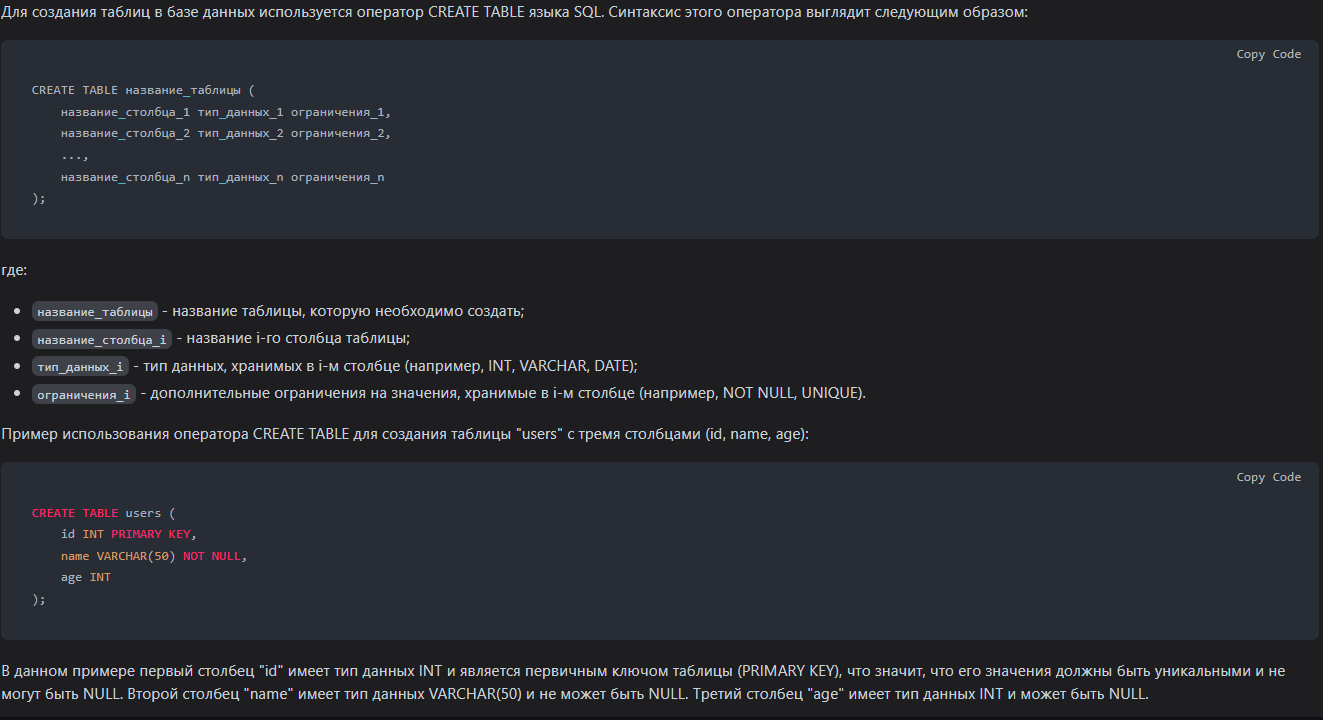 Для создания таблиц в базе данных используется оператор CREATE TABLE языка SQL. Синтаксис этого оператора выглядит следующим образом:
Copy Code
CREATE TABLE название_таблицы (
название_столбца_1 тип_данных_1 ограничения_1,
название_столбца_2 тип_данных_2 ограничения_2,
...,
название_столбца_n тип_данных_n ограничения_n
);
где:
• название_таблицы - название таблицы, которую необходимо создать;
• название_столбца_i - название i-го столбца таблицы;
• тип_данных_i - тип данных, хранимых в i-м столбце (например, INT, VARCHAR, DATE);
• ограничения_i - дополнительные ограничения на значения, хранимые в i-м столбце (например, NOT NULL, UNIQUE).
Пример использования оператора CREATE TABLE для создания таблицы "users" с тремя столбцами (id, name, age):
Copy Code
CREATE TABLE users (
id INT PRIMARY KEY,
name VARCHAR(50) NOT NULL,
age INT
);
В данном примере первый столбец "id" имеет тип данных INT и является первичным ключом таблицы (PRIMARY KEY), что значит, что его значения должны быть уникальными и не
могут быть NULL. Второй столбец "name" имеет тип данных VARCHAR(50) и не может быть NULL. Третий столбец "age" имеет тип данных INT и может быть NULL.